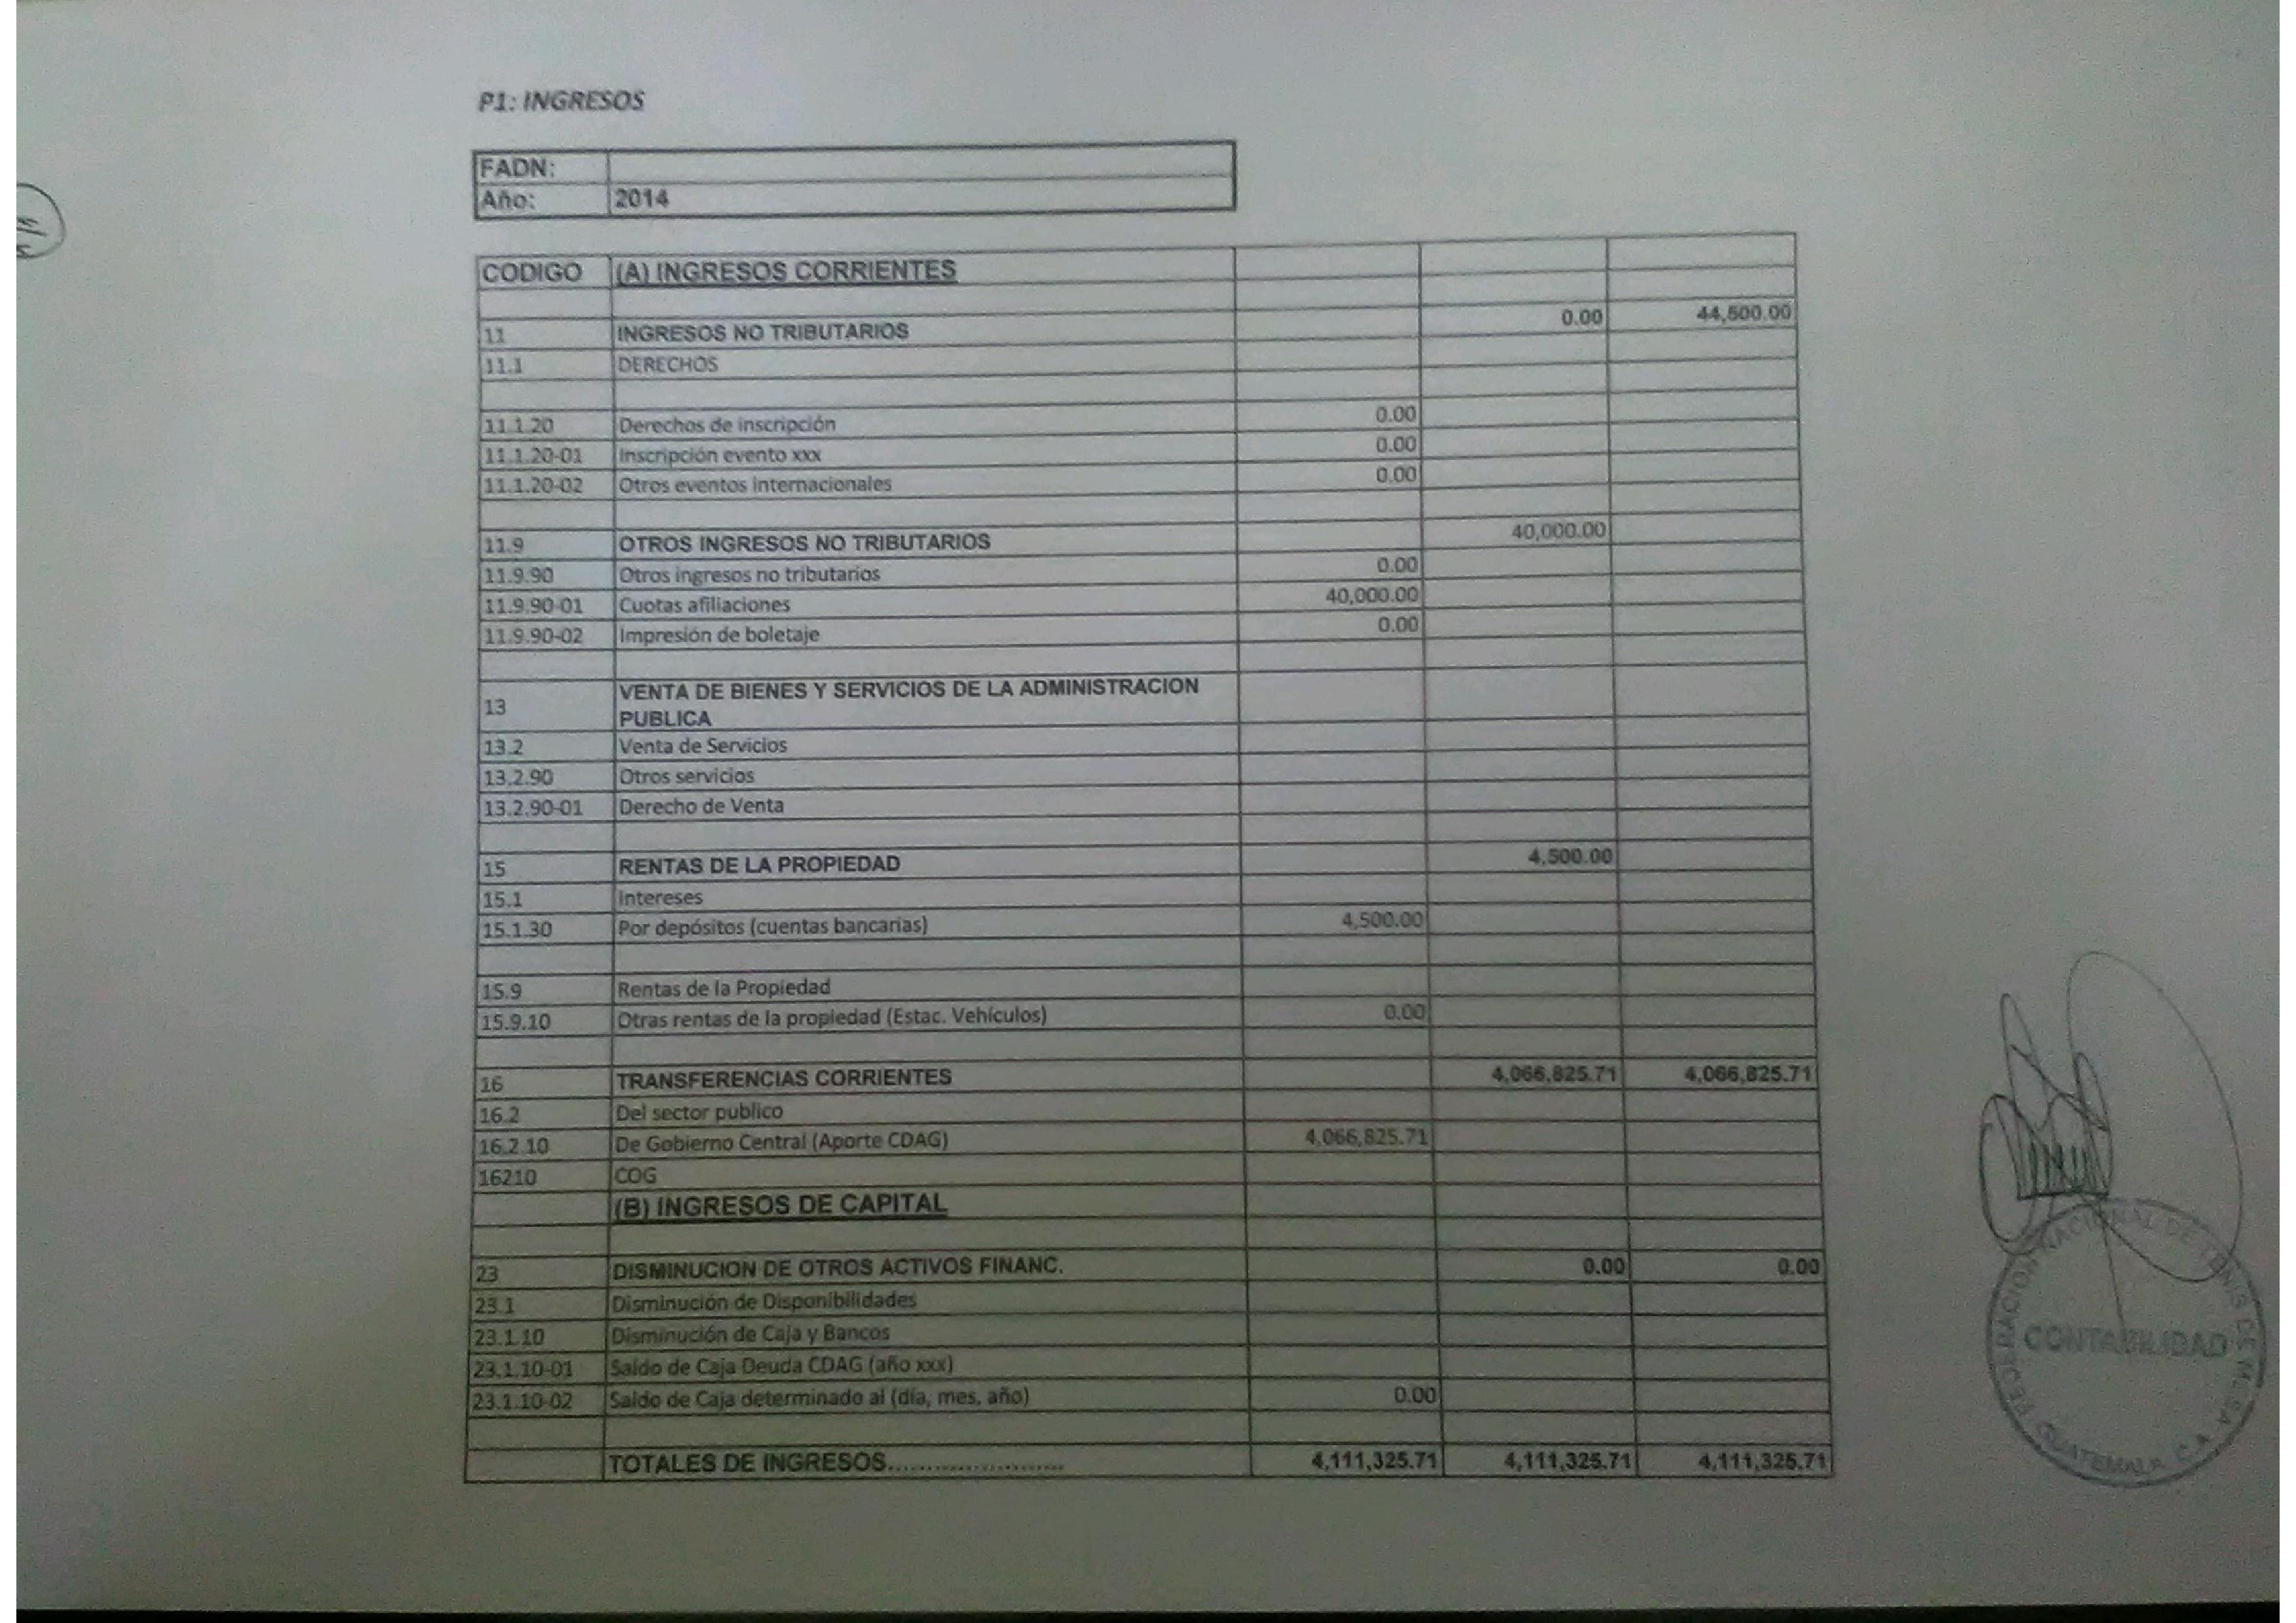 P1: INGRESOS
FADN:
Año: 2014
CODIGO (A) INGRESOS CORRIENTES
11 INGRESOS NO TRIBUTARIOS 0.00 44,500.00
11.1 DERECHOS
11.1.20 Derechos de inscripción 0.00
11.1.20-01 Inscripción evento xxx 0.00
11.1.20-02 Otros eventos internacionales 0.00
11.9 OTROS INGRESOS NO TRIBUTARIOS 40,000.00
11.9.90 Otros ingresos no tributarios 0.00
11.9.90-01 Cuotas afiliaciones 40,000.00
11.9.90-02 Impresión de boletaje 0.00
13 VENTA DE BIENES Y SERVICIOS DE LA ADMINISTRACION
PUBLICA
13.2 Venta de Servicios
13.2.90 Otros servicios
13.2.90-01 Derecho de Venta
15 RENTAS DE LA PROPIEDAD 4,500.00
15.1 Intereses
15.1.30 Por depósitos (cuentas bancarias) 4,500.00
15.9 Rentas de la Propiedad
15.9.10 Otras rentas de la propiedad (Estac. Vehículos) 0.00
16 TRANSFERENCIAS CORRIENTES 4,066,825.71 4,066,825.71
16.2 Del sector publico
16.2.10 De Gobierno Central (Aporte CDAG) 4,066,825.71
16210 COG
(B) INGRESOS DE CAPITAL
23 DISMINUCION DE OTROS ACTIVOS FINANC. 0.00 0.00
23.1 Disminución de Disponibilidades
23.1.10 Disminución de Caja y Bancos
23.1.10-01 Saldo de Caja Deuda CDAG (año xxx)
23.1.10-02 Saldo de Caja determinado al (día, mes, año) 0.00
TOTALES DE INGRESOS........................ 4,111,325.71 4,111,325.71 4,111,325.71
FEDERACION NACIONAL DE TENIS DE MESA
CONTABILIDAD
GUATEMALA C.A.